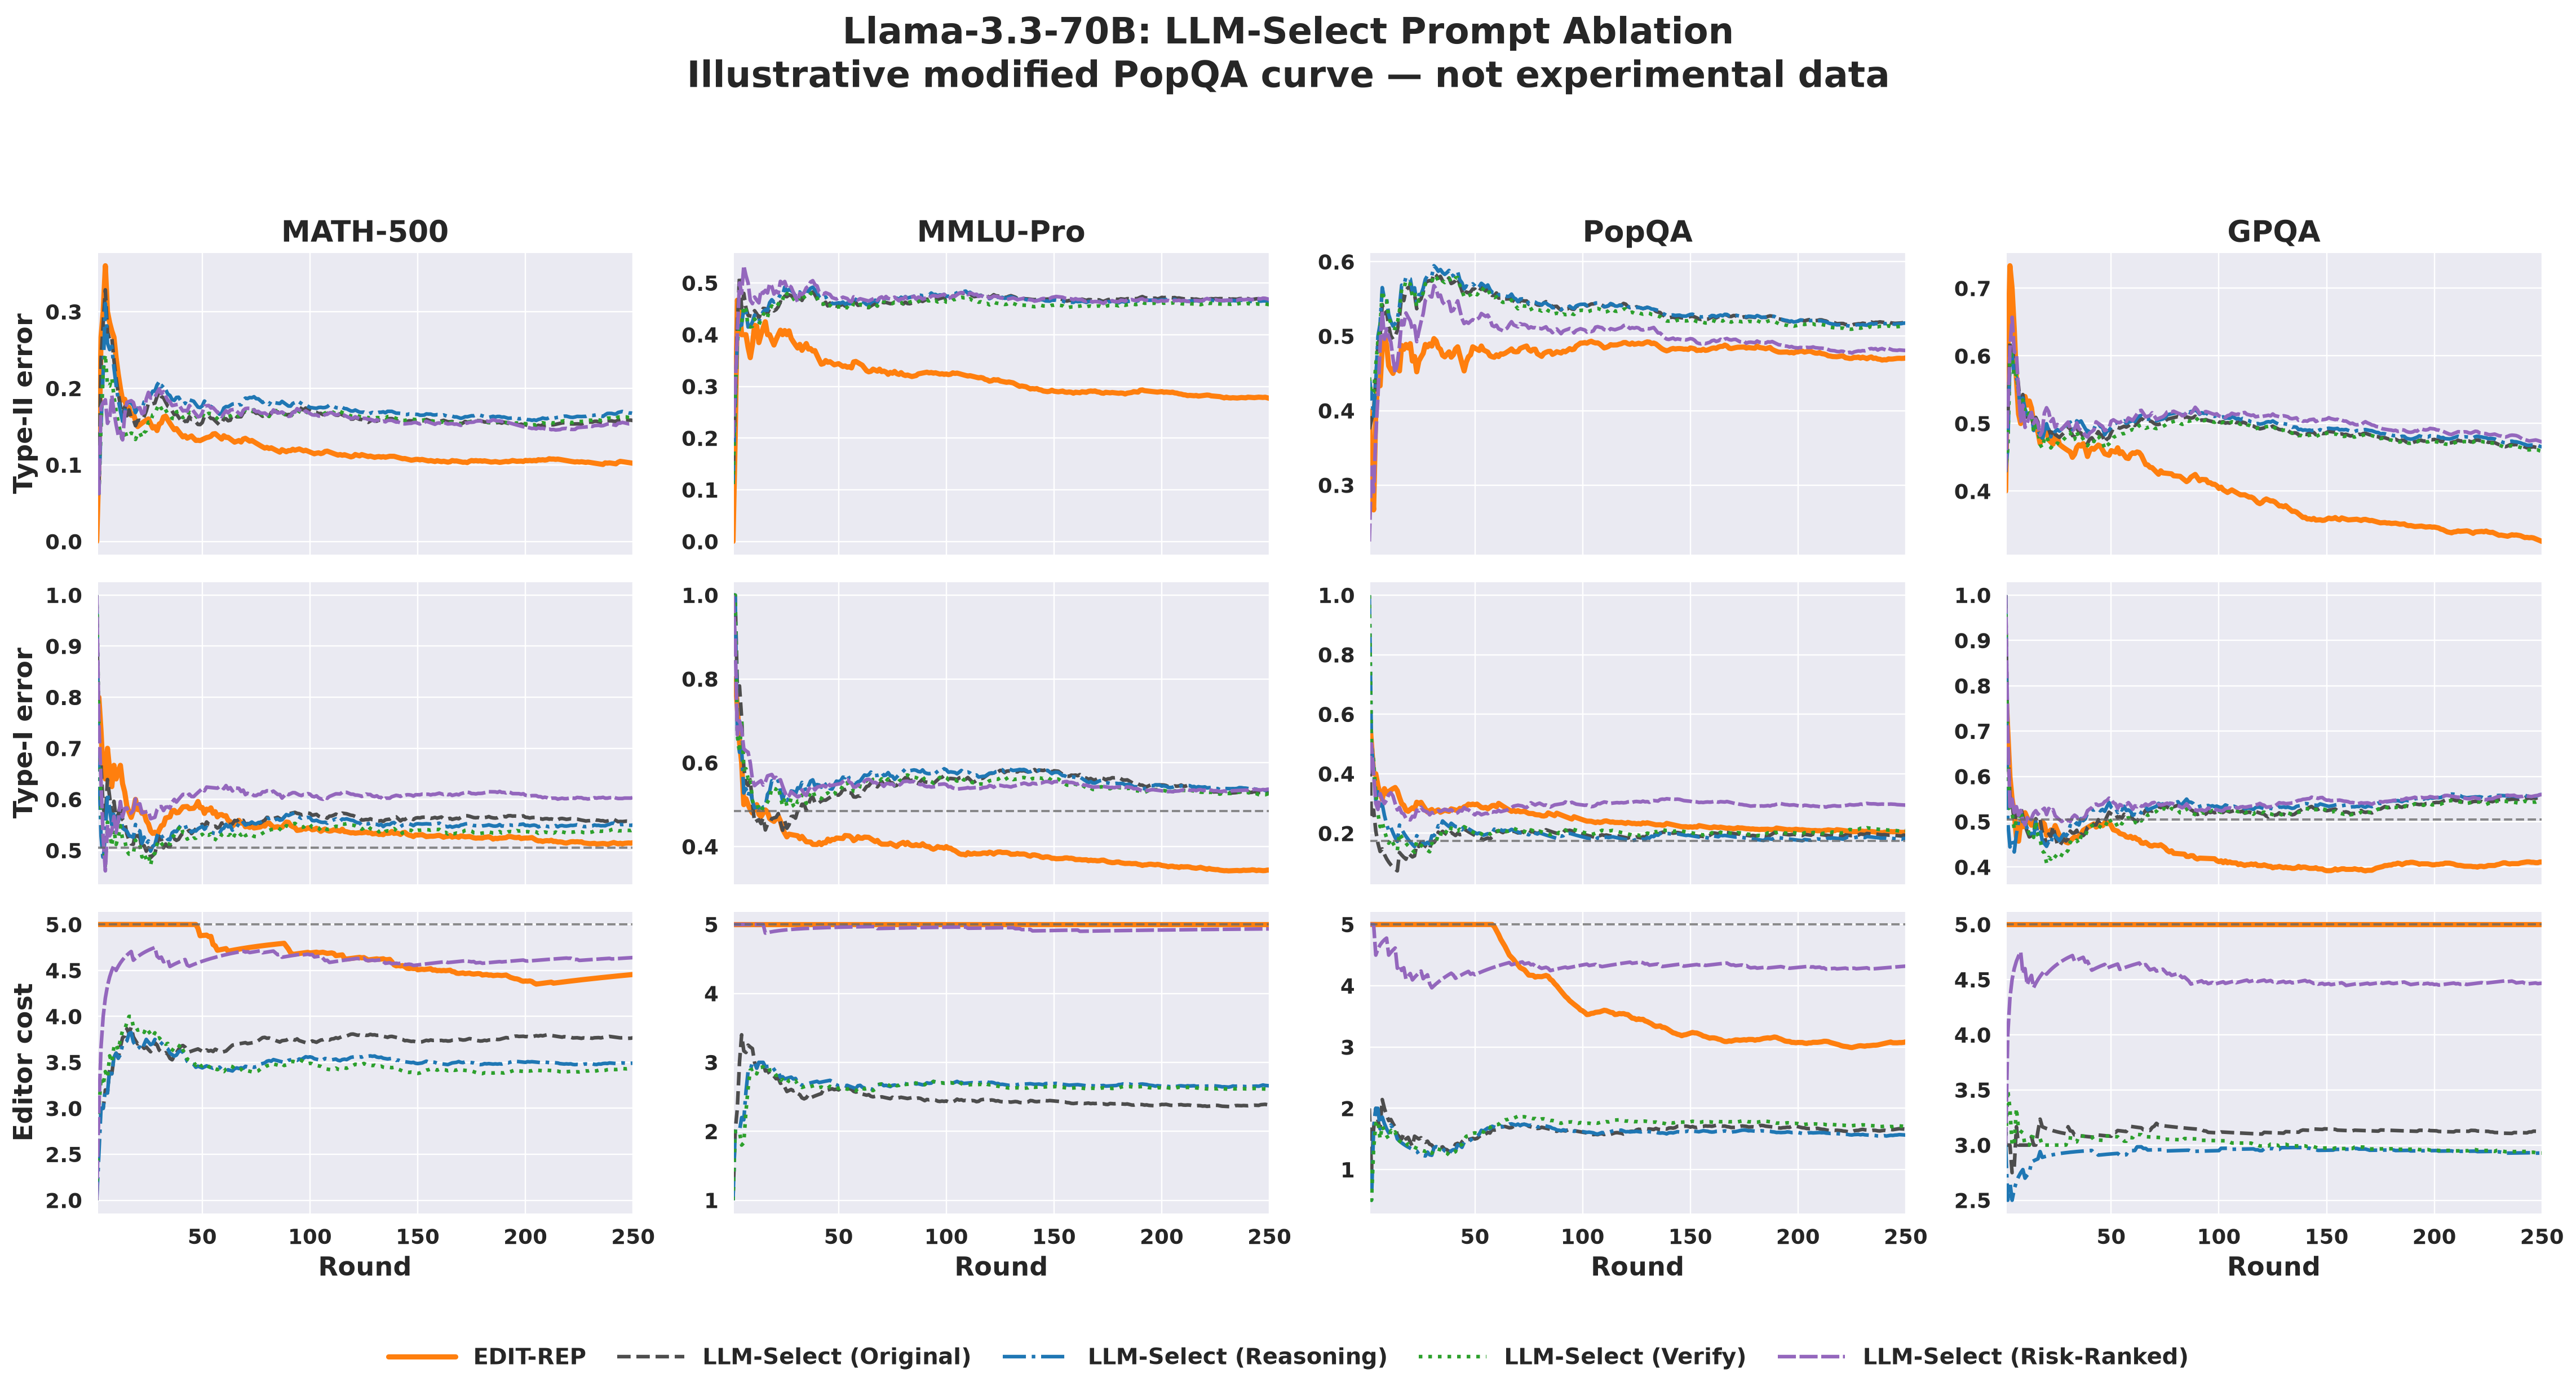 Llama-3.3-70B: LLM-Select Prompt Ablation
Illustrative modified PopQA curve — not experimental data
MATH-500
MMLU-Pro
PopQA
GPQA
Type-II error
0.3
0.2
0.1
0.0
0.5
0.4
0.3
0.2
0.1
0.0
0.6
0.5
0.4
0.3
0.7
0.6
0.5
0.4
Type-I error
1.0
0.9
0.8
0.7
0.6
0.5
1.0
0.8
0.6
0.4
1.0
0.8
0.6
0.4
0.2
1.0
0.9
0.8
0.7
0.6
0.5
0.4
Editor cost
5.0
4.5
4.0
3.5
3.0
2.5
2.0
5
4
3
2
1
5
4
3
2
1
5.0
4.5
4.0
3.5
3.0
2.5
50 100 150 200 250
50 100 150 200 250
50 100 150 200 250
50 100 150 200 250
Round
Round
Round
Round
EDIT-REP
LLM-Select (Original)
LLM-Select (Reasoning)
LLM-Select (Verify)
LLM-Select (Risk-Ranked)